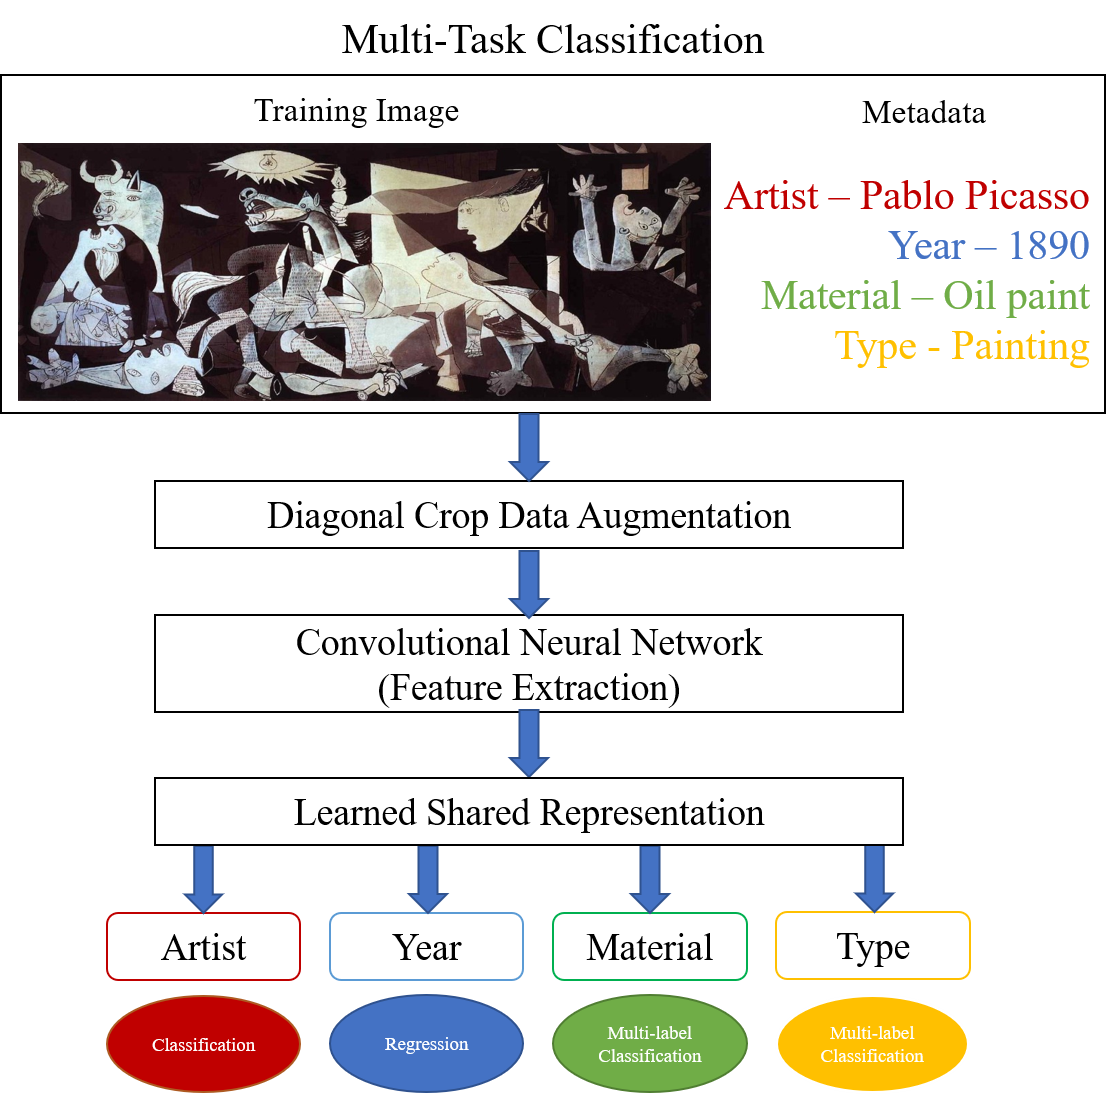 Multi-Task Classification
Training Image
Metadata
Artist – Pablo Picasso
Year – 1890
Material – Oil paint
Type - Painting
Diagonal Crop Data Augmentation
Convolutional Neural Network
(Feature Extraction)
Learned Shared Representation
Artist
Year
Material
Type
Classification
Regression
Multi-label
Classification
Multi-label
Classification